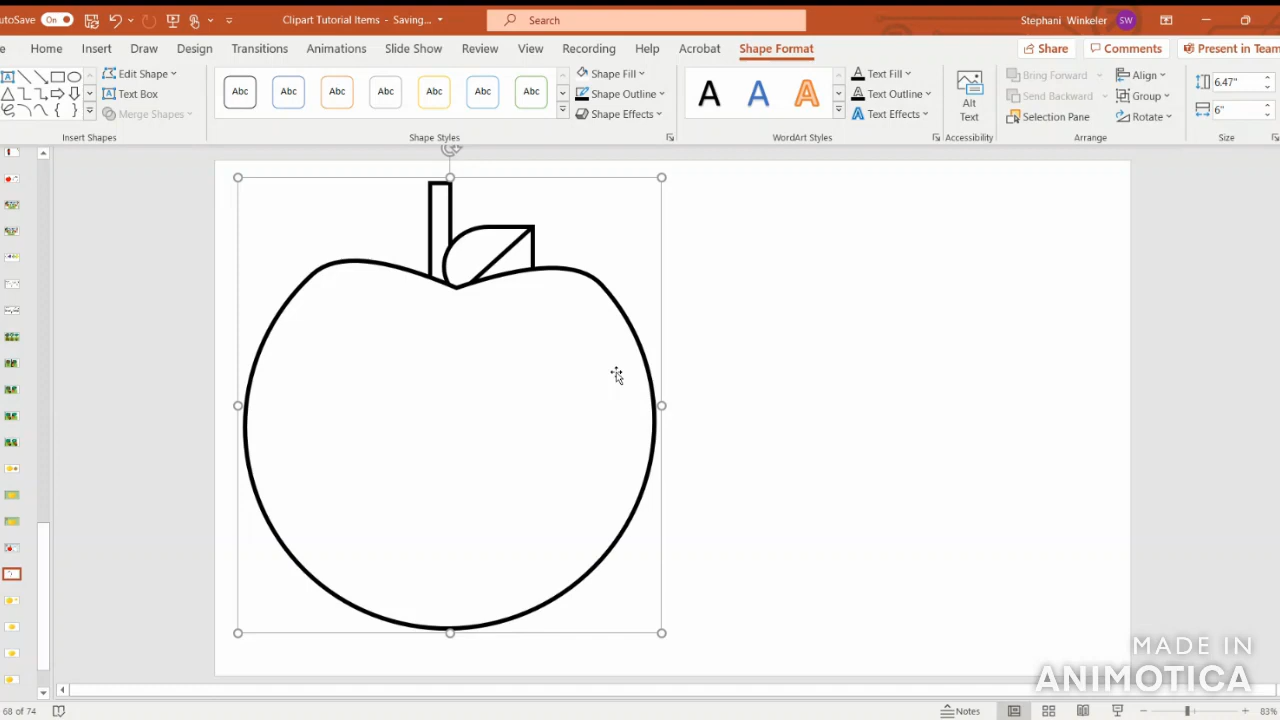 utoSave On Clipart Tutorial Items - Saving... Search Stephani Winkeler SW
e Home Insert Draw Design Transitions Animations Slide Show Review View Recording Help Acrobat Shape Format Share Comments Present in Team
Edit Shape Abc Abc Abc Abc Abc Abc Abc Shape Fill A A A Text Fill Bring Forward Align 6.47"
Text Box Shape Outline Text Outline Alt Text Send Backward Group 6"
Merge Shapes Shape Effects Text Effects Selection Pane Rotate
Insert Shapes Shape Styles WordArt Styles Accessibility Arrange Size
MADE IN
ANIMOTICA
68 of 74 Notes 83%